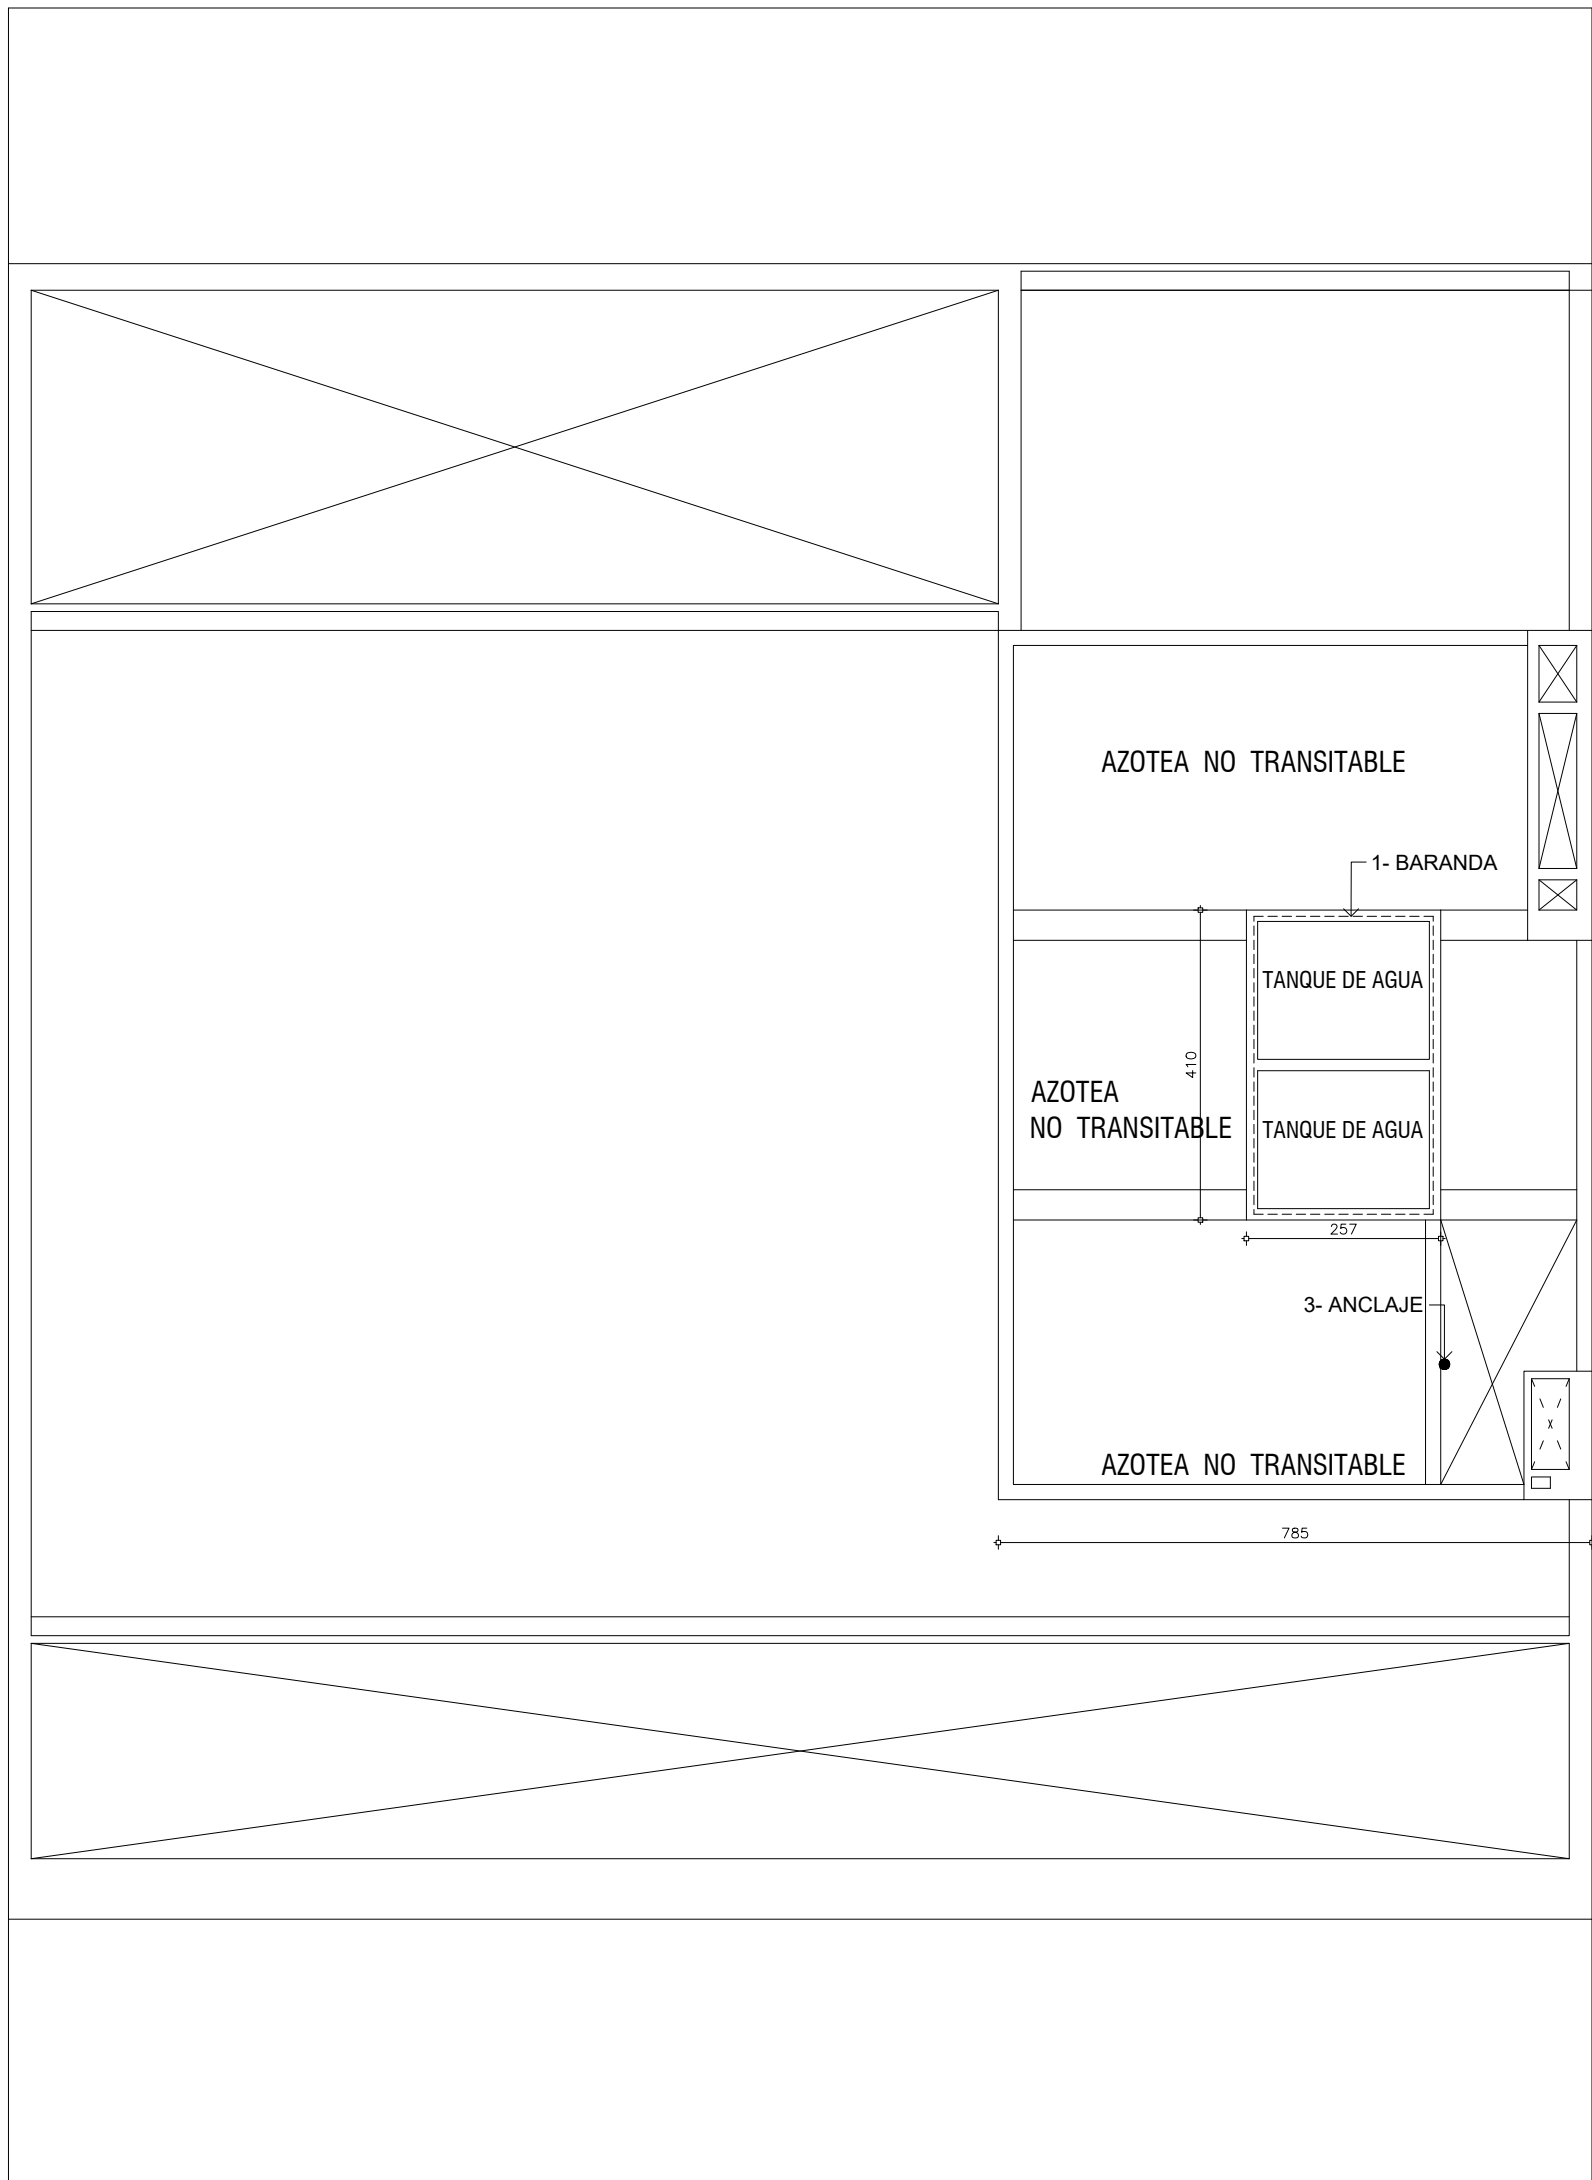 AZOTEA NO TRANSITABLE
1- BARANDA
TANQUE DE AGUA
410
AZOTEA
NO TRANSITABLE
TANQUE DE AGUA
257
3- ANCLAJE
AZOTEA NO TRANSITABLE
785